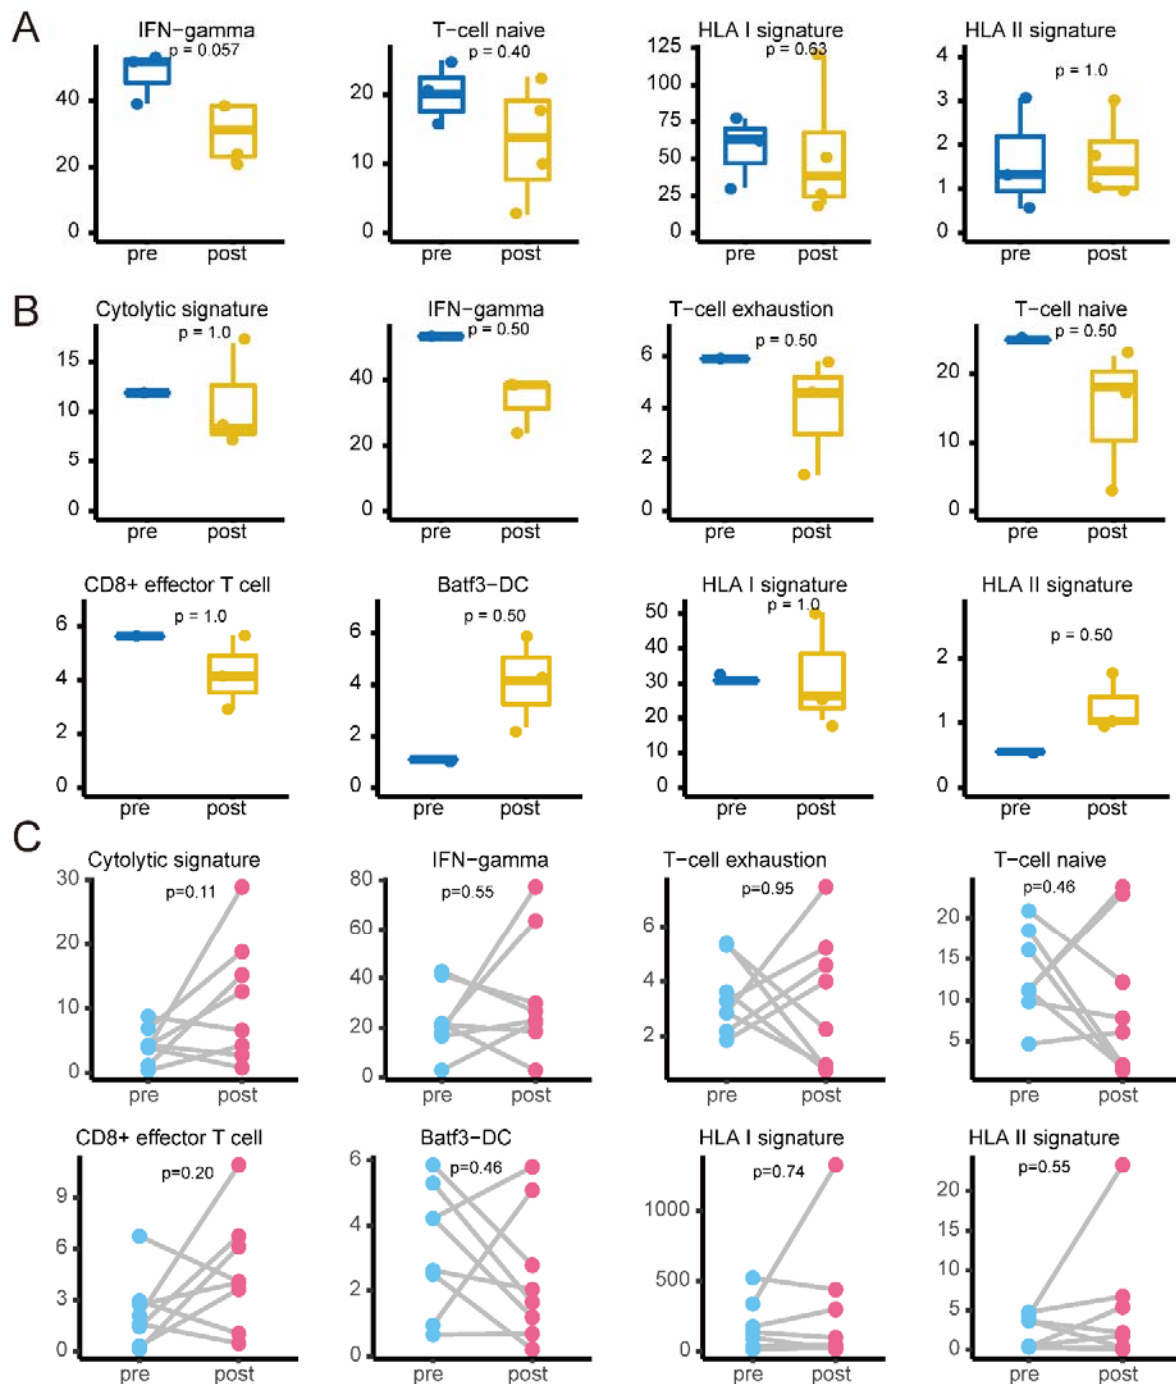 A
IFN−gamma
T−cell naive
HLA I signature
HLA II signature
p = 0.057
p = 0.40
p = 0.63
p = 1.0
40
20
0
20
10
0
125
100
75
50
25
0
4
3
2
1
0
pre post
pre post
pre post
pre post
B
Cytolytic signature
IFN−gamma
T−cell exhaustion
T−cell naive
p = 1.0
p = 0.50
p = 0.50
p = 0.50
15
10
5
0
40
20
0
6
4
2
0
20
10
0
pre post
pre post
pre post
pre post
CD8+ effector T cell
Batf3−DC
HLA I signature
HLA II signature
p = 1.0
p = 0.50
p = 1.0
p = 0.50
6
4
2
0
6
4
2
0
50
40
30
20
10
0
2
1
0
pre post
pre post
pre post
pre post
C
Cytolytic signature
IFN−gamma
T−cell exhaustion
T−cell naive
p=0.11
p=0.55
p=0.95
p=0.46
30
20
10
0
80
60
40
20
0
6
4
2
20
15
10
5
pre post
pre post
pre post
pre post
CD8+ effector T cell
Batf3−DC
HLA I signature
HLA II signature
p=0.20
p=0.46
p=0.74
p=0.55
9
6
3
0
6
4
2
0
1000
500
0
20
15
10
5
0
pre post
pre post
pre post
pre post